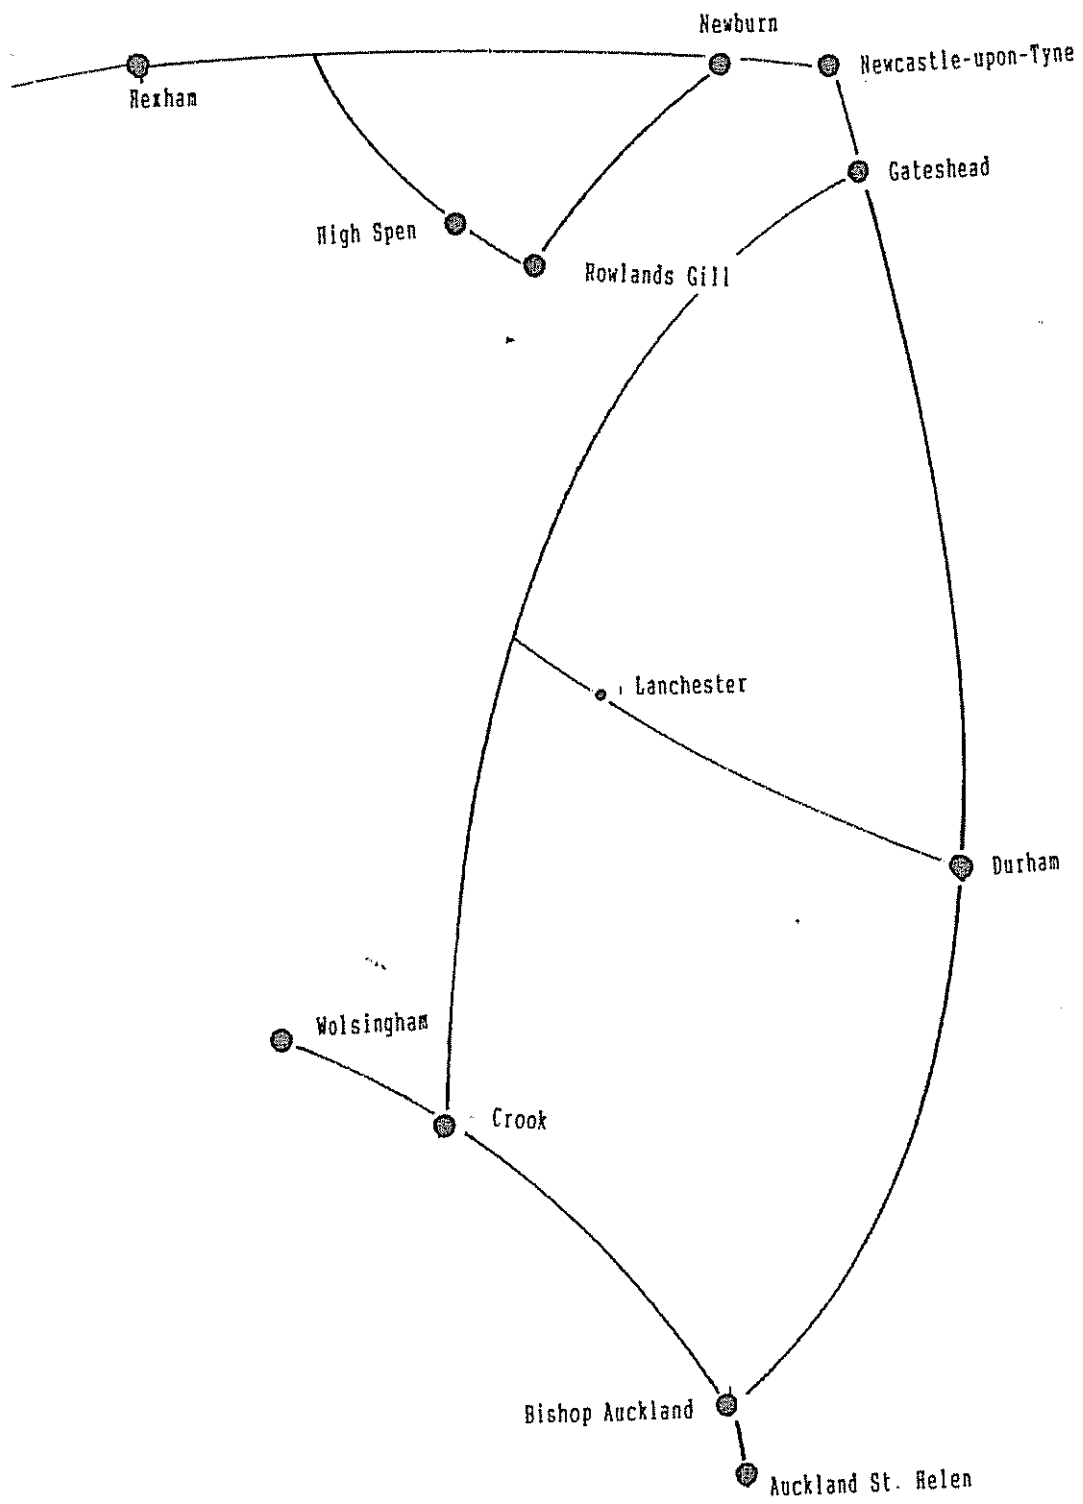 Newburn
Newcastle-upon-Tyne
Hexham
Gateshead
High Spen
Rowlands Gill
Lanchester
Durham
Wolsingham
Crook
Bishop Auckland
Auckland St. Helen